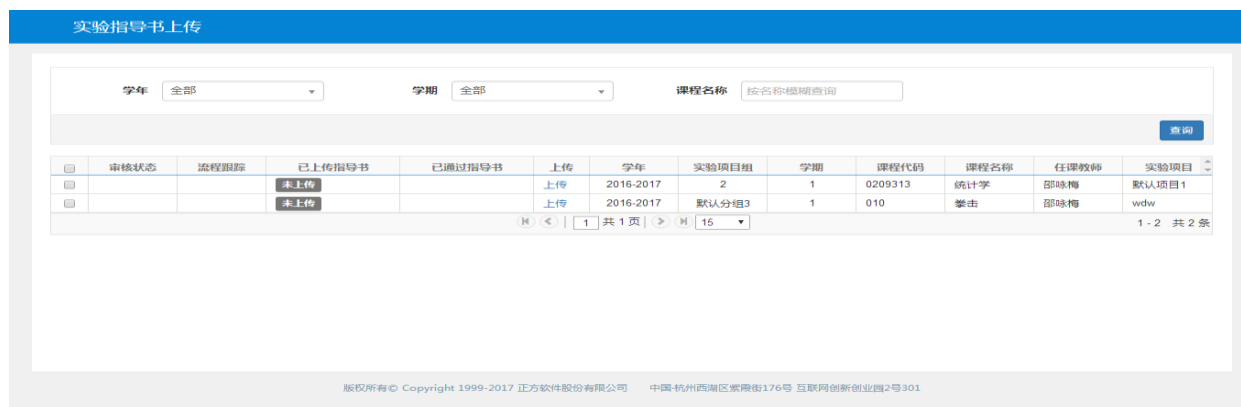 实验指导书上传
学年 全部 学期 全部 课程名称 按名称模糊查询
查询
审核状态 流程跟踪 已上传指导书 已通过指导书 上传 学年 实验项目组 学期 课程代码 课程名称 任课教师 实验项目
未上传 上传 2016-2017 2 1 0209313 统计学 邵咏梅 默认项目1
未上传 上传 2016-2017 默认分组3 1 010 拳击 邵咏梅 wdw
1 共 1 页 15 1 - 2 共 2 条
版权所有© Copyright 1999-2017 正方软件股份有限公司 中国·杭州西湖区紫霞街176号 互联网创新创业园2号301